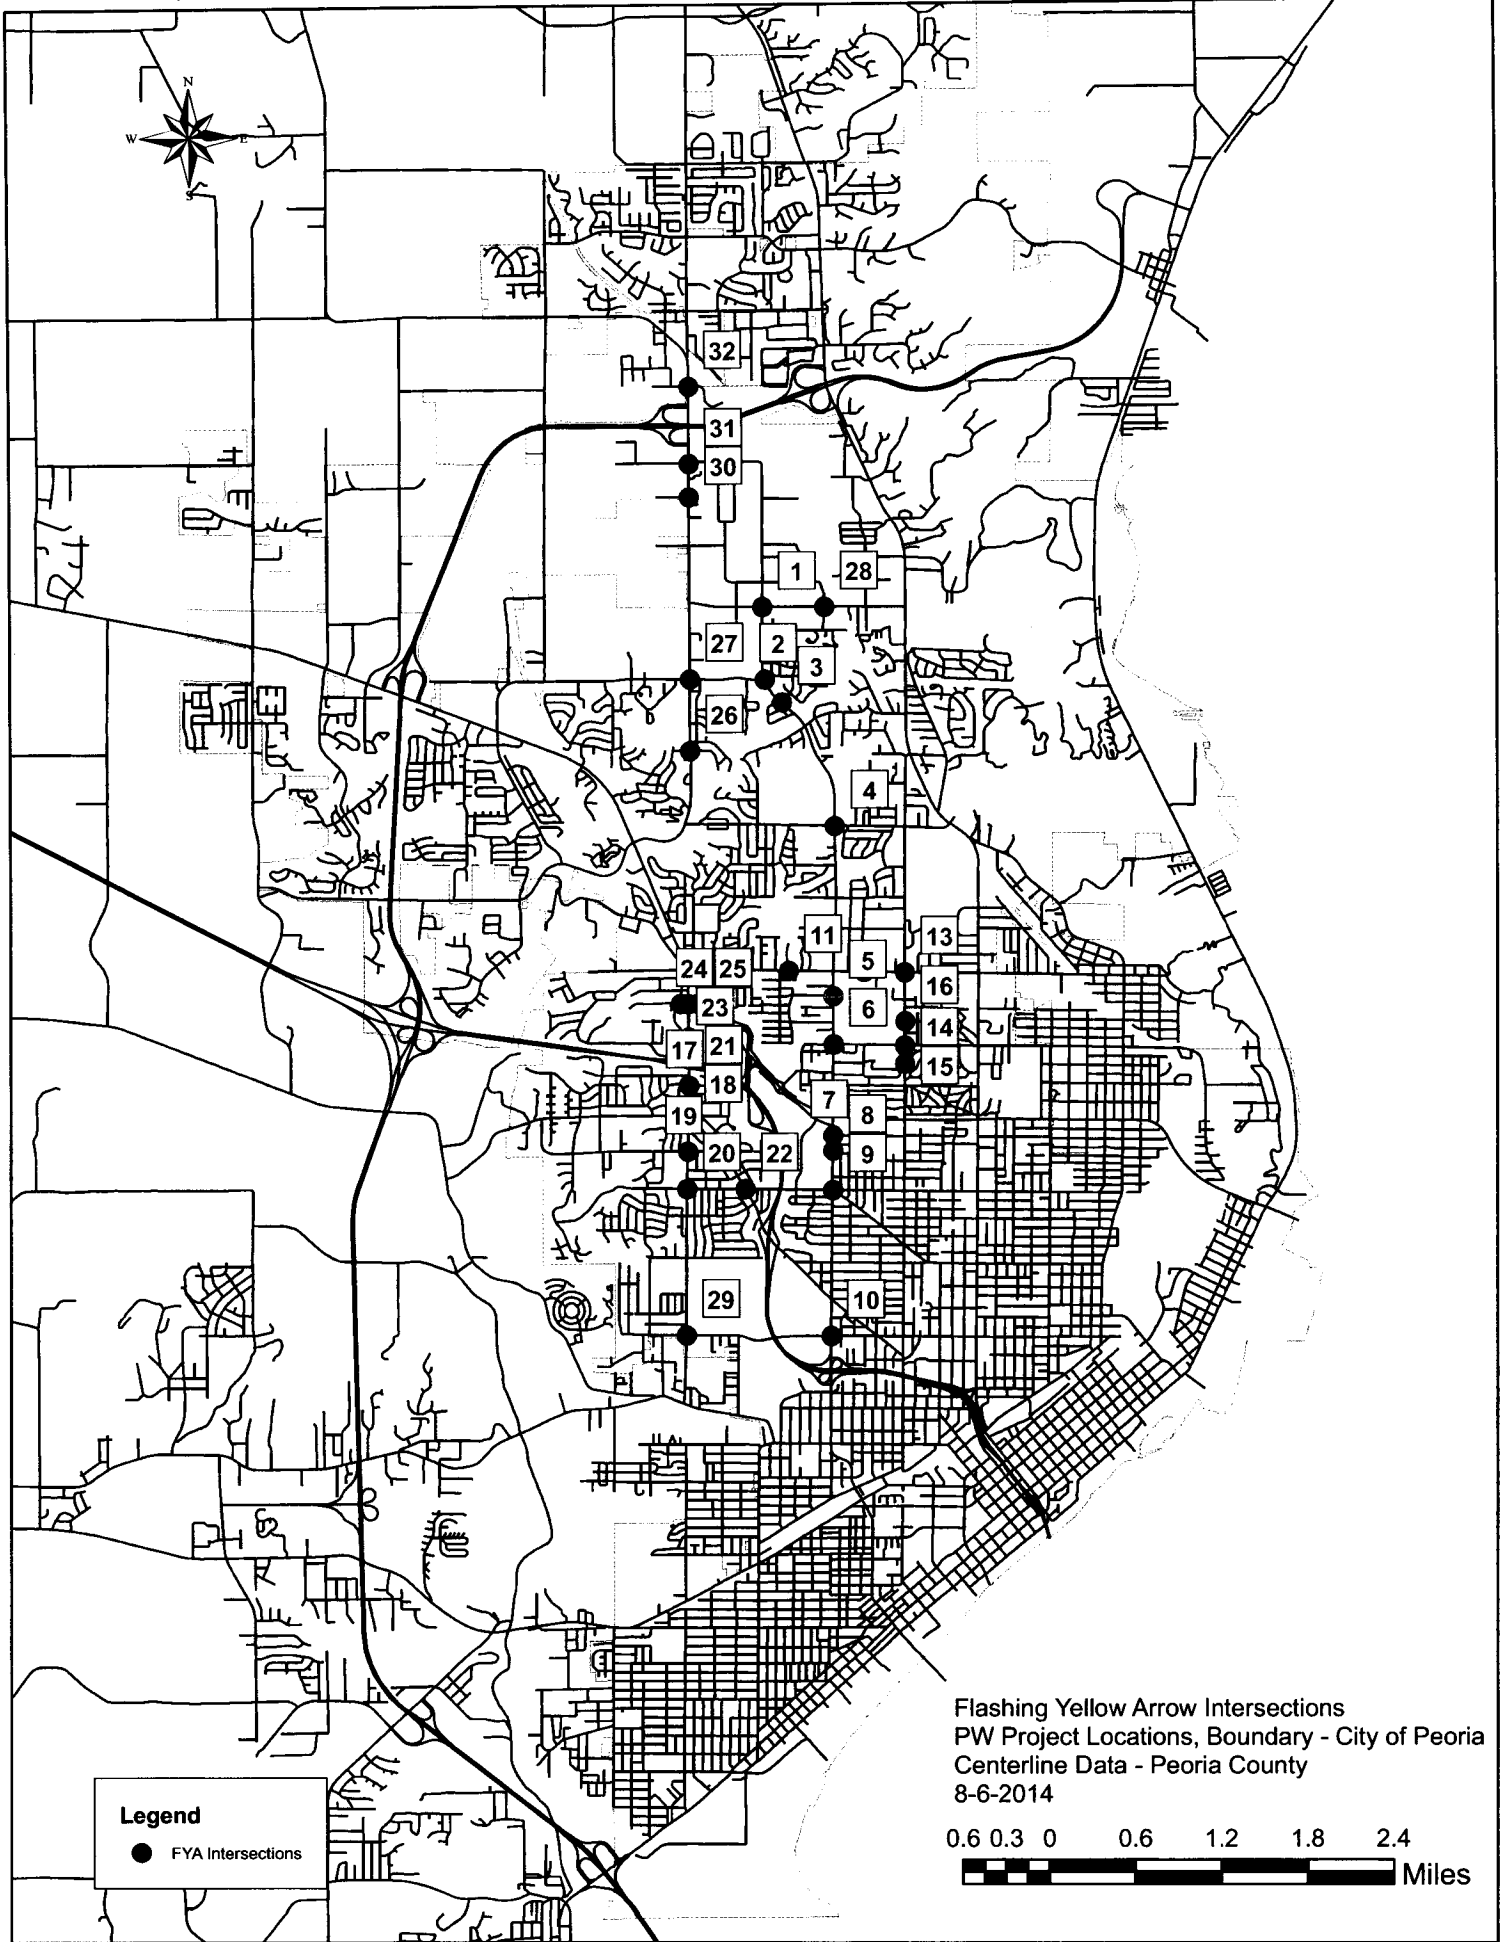 N
W E
S
32
31
30
1 28
27 2
3
26
4
11 13
5
24 25
16
23 6
14
17 21
15
18
7 8
19
20 22 9
29 10
Flashing Yellow Arrow Intersections
PW Project Locations, Boundary - City of Peoria
Centerline Data - Peoria County
8-6-2014
Legend
FYA Intersections
0.6 0.3 0 0.6 1.2 1.8 2.4
Miles